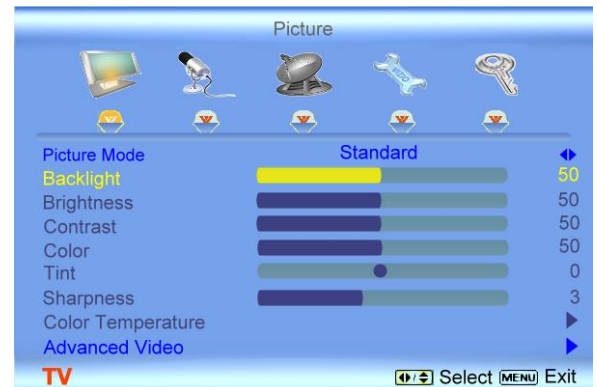 Picture
Picture Mode Standard
Backlight 50
Brightness 50
Contrast 50
Color 50
Tint 0
Sharpness 3
Color Temperature
Advanced Video
TV Select MENU Exit